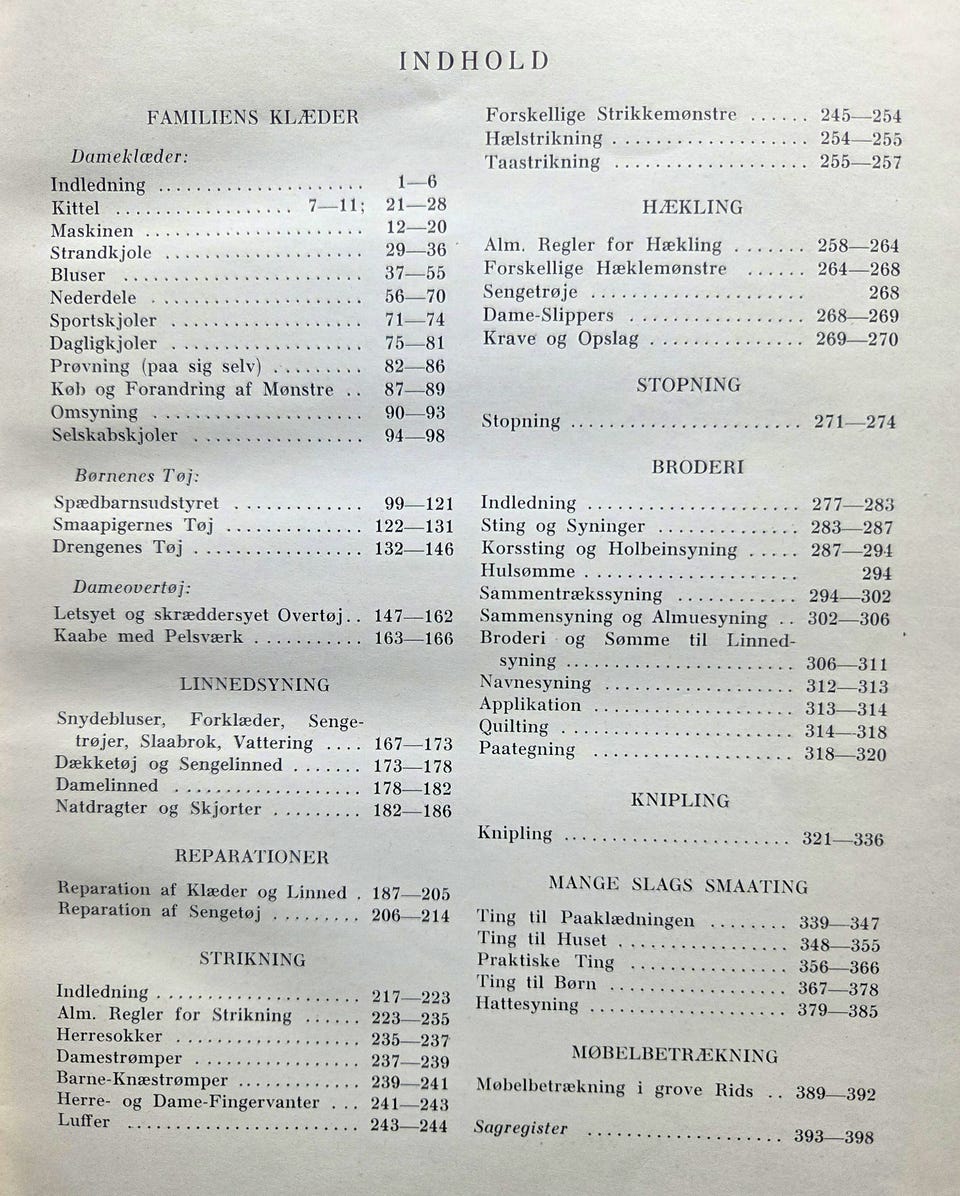 INDHOLD
FAMILIENS KLÆDER
Dameklæder:
Indledning ..................... 1—6
Kittel .................. 7—11; 21—28
Maskinen ...................... 12—20
Strandkjole .................... 29—36
Bluser ........................ 37—55
Nederdele ..................... 56—70
Sportskjoler ................... 71—74
Dagligkjoler .................... 75—81
Prøvning (paa sig selv) ......... 82—86
Køb og Forandring af Mønstre .. 87—89
Omsyning ..................... 90—93
Selskabskjoler ................. 94—98
Børnenes Tøj:
Spædbarnsudstyret ............. 99—121
Smaapigernes Tøj .............. 122—131
Drengenes Tøj ................. 132—146
Dameovertøj:
Letsyet og skræddersyet Overtøj.. 147—162
Kaabe med Pelsværk ........... 163—166
LINNEDSYNING
Snydebluser, Forklæder, Senge-
trøjer, Slaabrok, Vattering .... 167—173
Dækketøj og Sengelinned ....... 173—178
Damelinned ................... 178—182
Natdragter og Skjorter ......... 182—186
REPARATIONER
Reparation af Klæder og Linned . 187—205
Reparation af Sengetøj ......... 206—214
STRIKNING
Indledning ..................... 217—223
Alm. Regler for Strikning ...... 223—235
Herresokker ................... 235—237
Damestrømper ................. 237—239
Barne-Knæstrømper ............. 239—241
Herre- og Dame-Fingervanter ... 241—243
Luffer ........................ 243—244
Forskellige Strikkemønstre ...... 245—254
Hælstrikning .................... 254—255
Taastrikning .................... 255—257
HÆKLING
Alm. Regler for Hækling ....... 258—264
Forskellige Hæklemønstre ...... 264—268
Sengetrøje ...................... 268
Dame-Slippers .................. 268—269
Krave og Opslag ................ 269—270
STOPNING
Stopning ........................ 271—274
BRODERI
Indledning ...................... 277—283
Sting og Syninger ............... 283—287
Korssting og Holbeinsyning ..... 287—294
Hulsømme ...................... 294
Sammentrækssyning ............ 294—302
Sammensyning og Almuesyning .. 302—306
Broderi og Sømme til Linned-
syning ........................ 306—311
Navnesyning .................... 312—313
Applikation ..................... 313—314
Quilting ........................ 314—318
Paategning ..................... 318—320
KNIPLING
Knipling ....................... 321—336
MANGE SLAGS SMAATING
Ting til Paaklædningen ........ 339—347
Ting til Huset ................. 348—355
Praktiske Ting ................ 356—366
Ting til Børn .................. 367—378
Hattesyning .................... 379—385
MØBELBETRÆKNING
Møbelbetrækning i grove Rids .. 389—392
Sagregister .................... 393—398